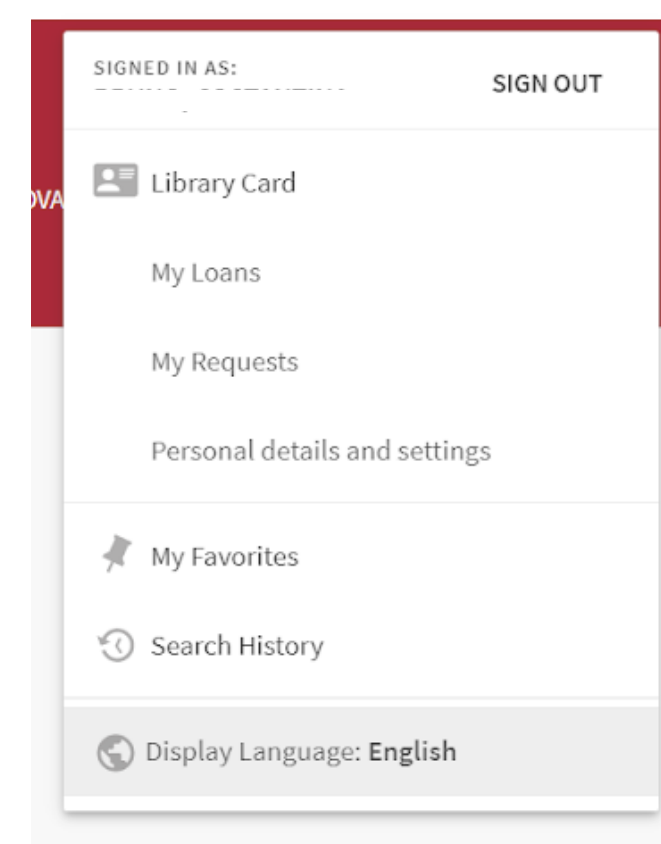 SIGNED IN AS:
SIGN OUT
OVA
Library Card
My Loans
My Requests
Personal details and settings
My Favorites
Search History
Display Language: English